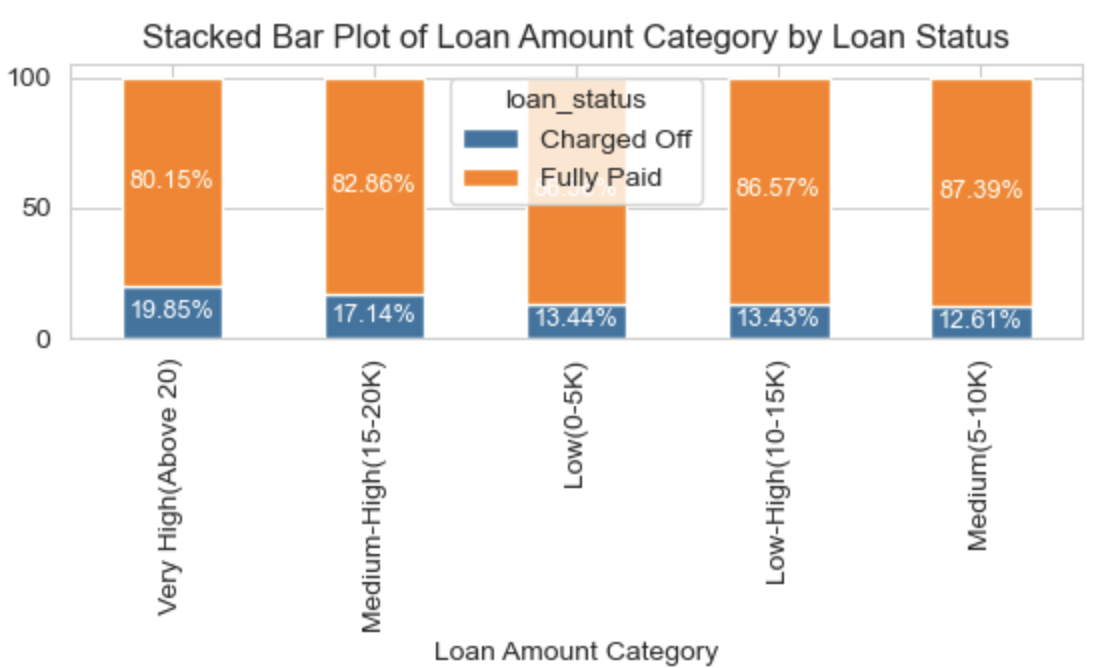 Stacked Bar Plot of Loan Amount Category by Loan Status
100
50
0
loan_status
Charged Off
Fully Paid
80.15%
82.86%
86.57%
87.39%
19.85%
17.14%
13.44%
13.43%
12.61%
Very High(Above 20)
Medium-High(15-20K)
Low(0-5K)
Low-High(10-15K)
Medium(5-10K)
Loan Amount Category